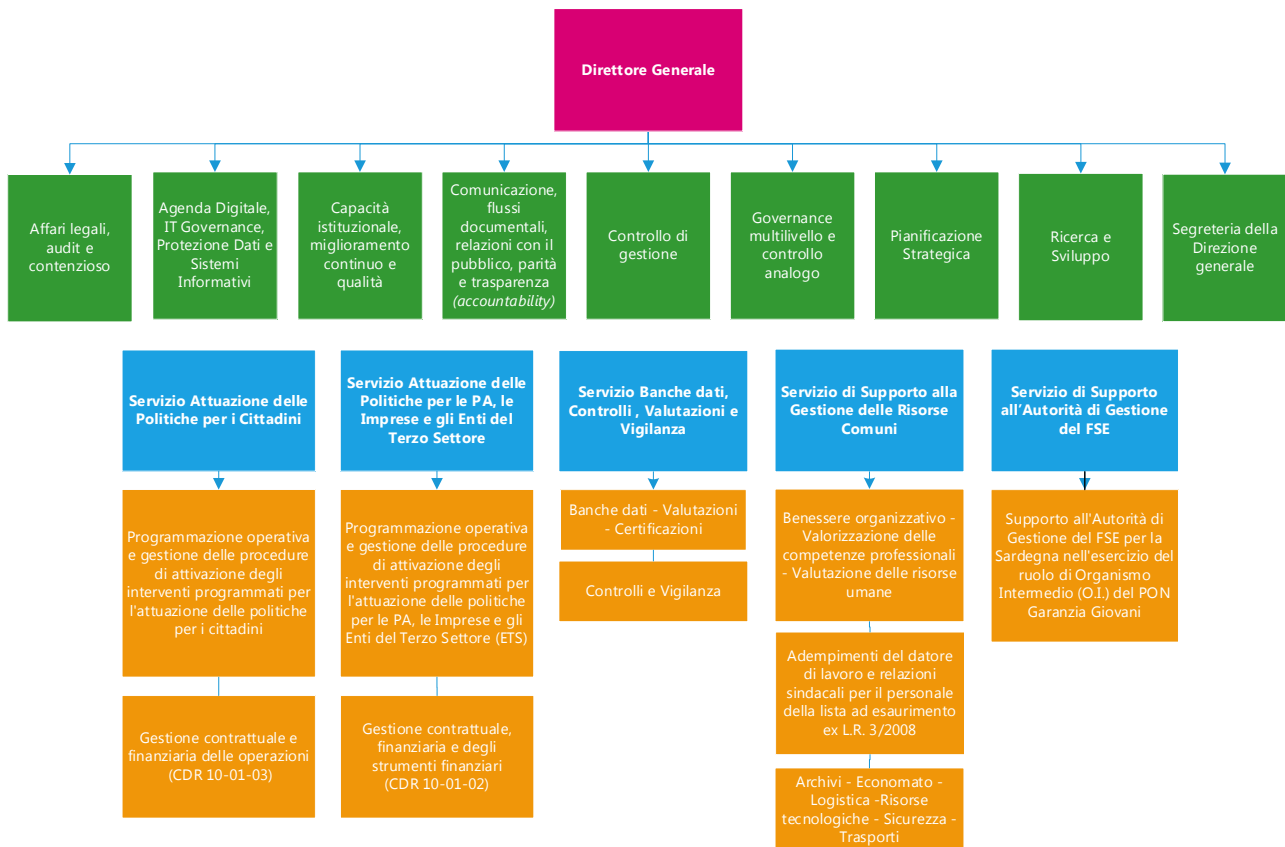 Direttore Generale
Affari legali,
audit e
contenzioso
Agenda Digitale,
IT Governance,
Protezione Dati e
Sistemi
Informativi
Capacità
istituzionale,
miglioramento
continuo e
qualità
Comunicazione,
flussi
documentali,
relazioni con il
pubblico, parità
e trasparenza
(accountability)
Controllo di
gestione
Governance
multilivello e
controllo
analogo
Pianificazione
Strategica
Ricerca e
Sviluppo
Segreteria della
Direzione
generale
Servizio Attuazione delle
Politiche per i Cittadini
Servizio Attuazione delle
Politiche per le PA, le
Imprese e gli Enti del
Terzo Settore
Servizio Banche dati,
Controlli , Valutazioni e
Vigilanza
Servizio di Supporto alla
Gestione delle Risorse
Comuni
Servizio di Supporto
all’Autorità di Gestione
del FSE
Programmazione operativa
e gestione delle procedure
di attivazione degli
interventi programmati per
l'attuazione delle politiche
per i cittadini
Gestione contrattuale e
finanziaria delle operazioni
(CDR 10-01-03)
Programmazione operativa
e gestione delle procedure
di attivazione degli
interventi programmati per
l'attuazione delle politiche
per le PA, le Imprese e gli
Enti del Terzo Settore (ETS)
Gestione contrattuale,
finanziaria e degli
strumenti finanziari
(CDR 10-01-02)
Banche dati - Valutazioni
- Certificazioni
Controlli e Vigilanza
Benessere organizzativo -
Valorizzazione delle
competenze professionali
- Valutazione delle risorse
umane
Adempimenti del datore
di lavoro e relazioni
sindacali per il personale
della lista ad esaurimento
ex L.R. 3/2008
Archivi - Economato -
Logistica -Risorse
tecnologiche - Sicurezza -
Trasporti
Supporto all'Autorità di
Gestione del FSE per la
Sardegna nell'esercizio del
ruolo di Organismo
Intermedio (O.I.) del PON
Garanzia Giovani